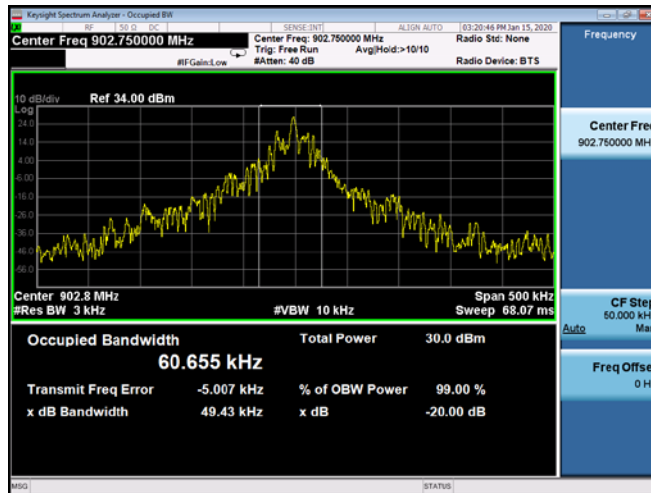 Keysight Spectrum Analyzer - Occupied BW
RF 50 Ω DC SENSE:INT ALIGN AUTO 03:20:46 PM Jan 15, 2020
Center Freq 902.750000 MHz Center Freq: 902.750000 MHz Radio Std: None Frequency
Trig: Free Run Avg|Hold:>10/10
#IFGain:Low #Atten: 40 dB Radio Device: BTS
10 dB/div Ref 34.00 dBm
Log
24.0
14.0
4.00
-6.00
-16.0
-26.0
-36.0
-46.0
-56.0
Center Fre
902.750000 MH
Center 902.8 MHz Span 500 kHz
#Res BW 3 kHz #VBW 10 kHz Sweep 68.07 ms
CF Step
50.000 kH
Auto Ma
Occupied Bandwidth Total Power 30.0 dBm
60.655 kHz
Transmit Freq Error -5.007 kHz % of OBW Power 99.00 %
x dB Bandwidth 49.43 kHz x dB -20.00 dB
Freq Offse
0 H
MSG STATUS